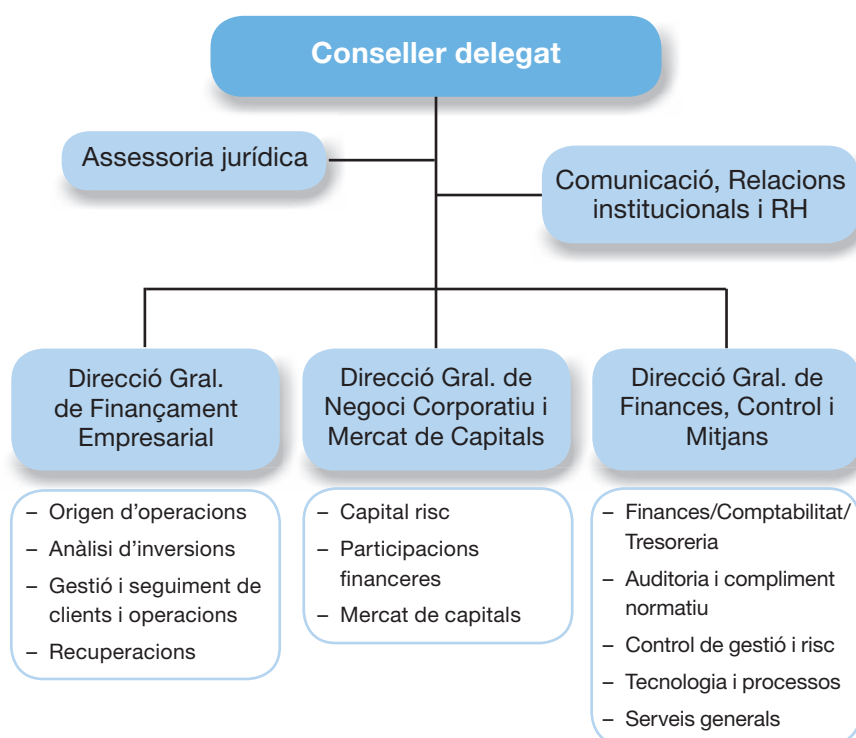 Conseller delegat
Assessoria jurídica
Comunicació, Relacions
institucionals i RH
Direcció Gral.
de Finançament
Empresarial
– Origen d’operacions
– Anàlisi d’inversions
– Gestió i seguiment de
clients i operacions
– Recuperacions
Direcció Gral. de
Negoci Corporatiu i
Mercat de Capitals
– Capital risc
– Participacions
financeres
– Mercat de capitals
Direcció Gral. de
Finances, Control i
Mitjans
– Finances/Comptabilitat/
Tresoreria
– Auditoria i compliment
normatiu
– Control de gestió i risc
– Tecnologia i processos
– Serveis generals